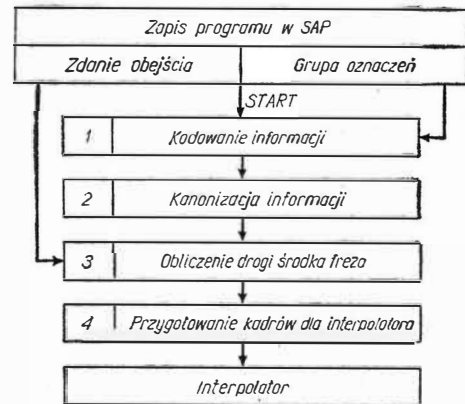 Zapis programu w SAP
Zdanie obejścia
Grupa oznaczeń
START
1 Kodowanie informacji
2 Kanonizacja informacji
3 Obliczenie drogi środka freza
4 Przygotowanie kadrów dla interpolatora
Interpolator